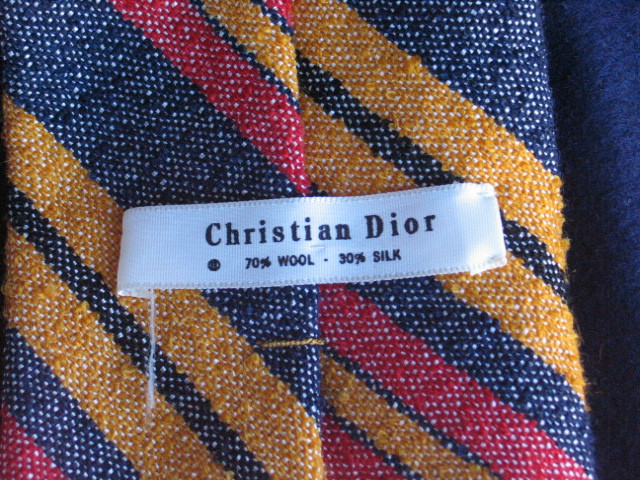 Christian Dior
70% WOOL - 30% SILK